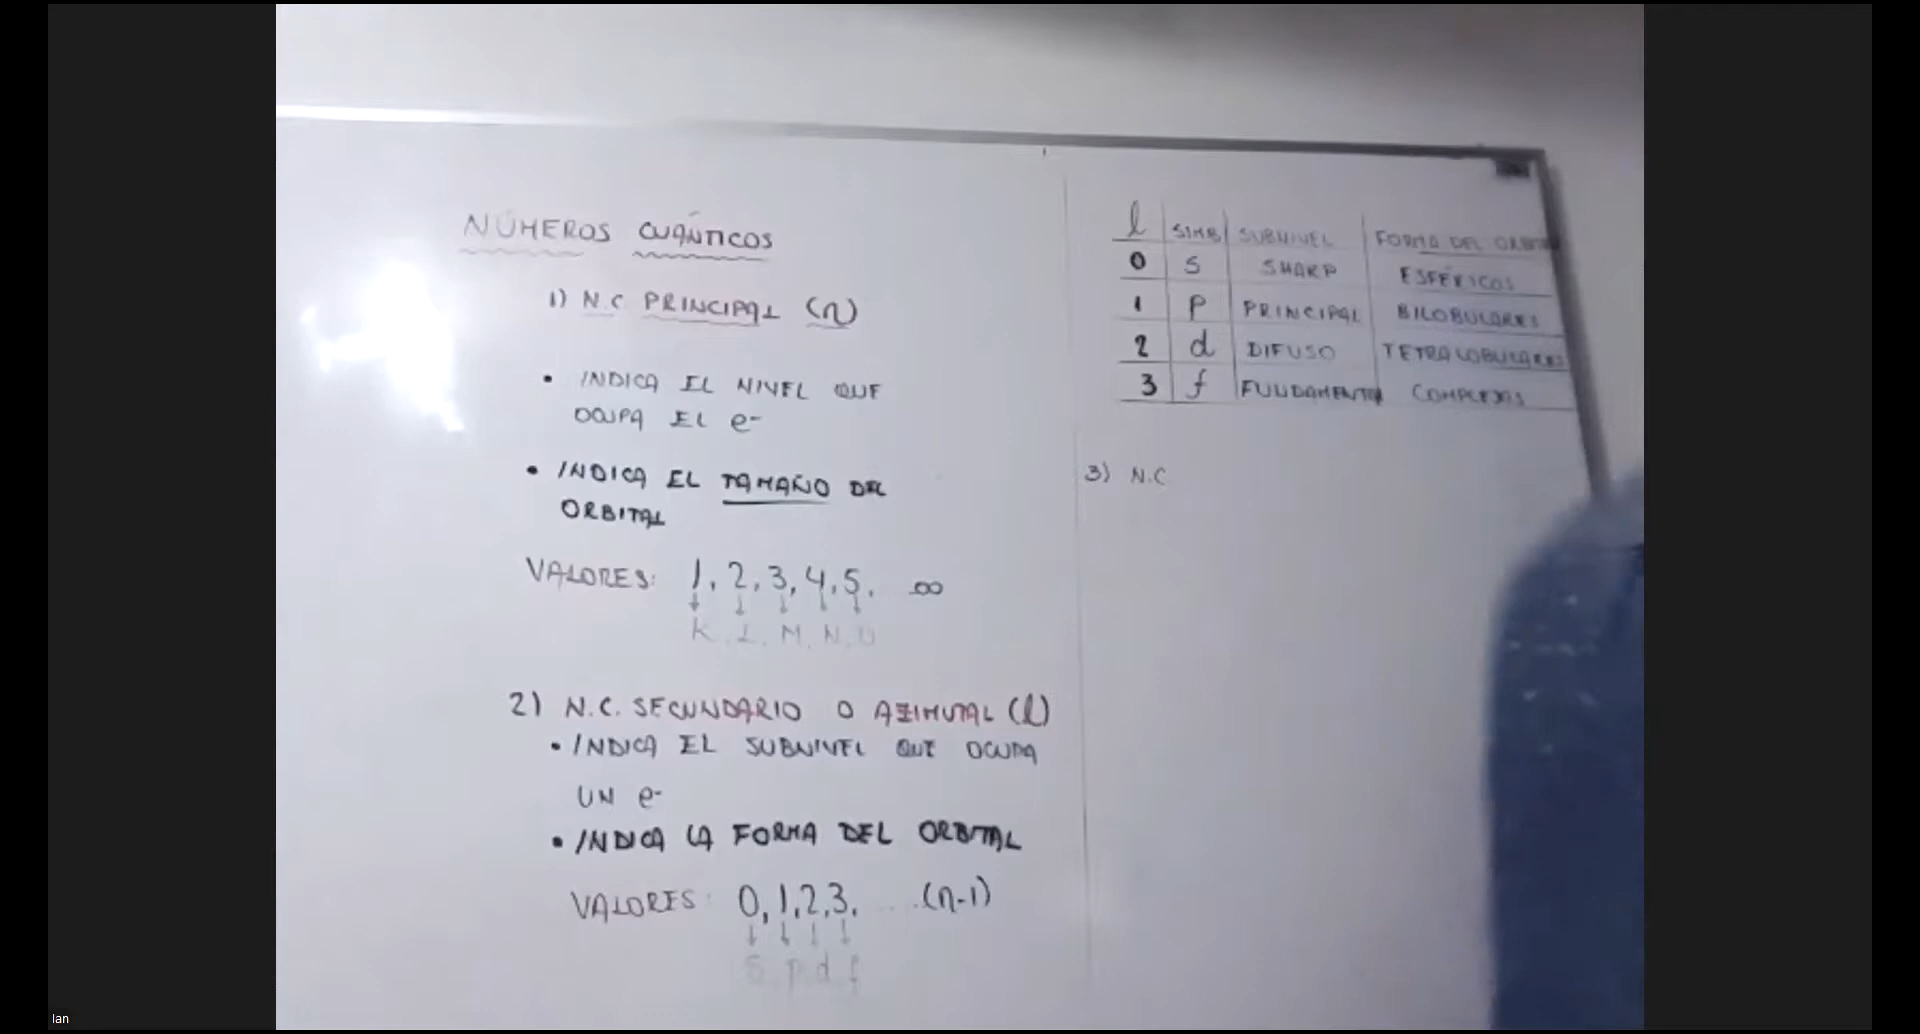 NÚMEROS CUÁNTICOS
1) N.C PRINCIPAL (n)
• INDICA EL NIVEL QUE
OCUPA EL e-
• INDICA EL TAMAÑO DEL
ORBITAL
VALORES: 1, 2, 3, 4, 5, ∞
K, L, M, N, O
2) N.C. SECUNDARIO O AZIMUTAL (l)
• INDICA EL SUBNIVEL QUE OCUPA
UN e-
• INDICA LA FORMA DEL ORBITAL
VALORES: 0, 1, 2, 3, .... (n-1)
s p d f
l SIMB SUBNIVEL FORMA DEL ORBITAL
0 s SHARP ESFÉRICOS
1 p PRINCIPAL BILOBULARES
2 d DIFUSO TETRALOBULARES
3 f FUNDAMENTAL COMPLEJAS
3) N.C
Ian